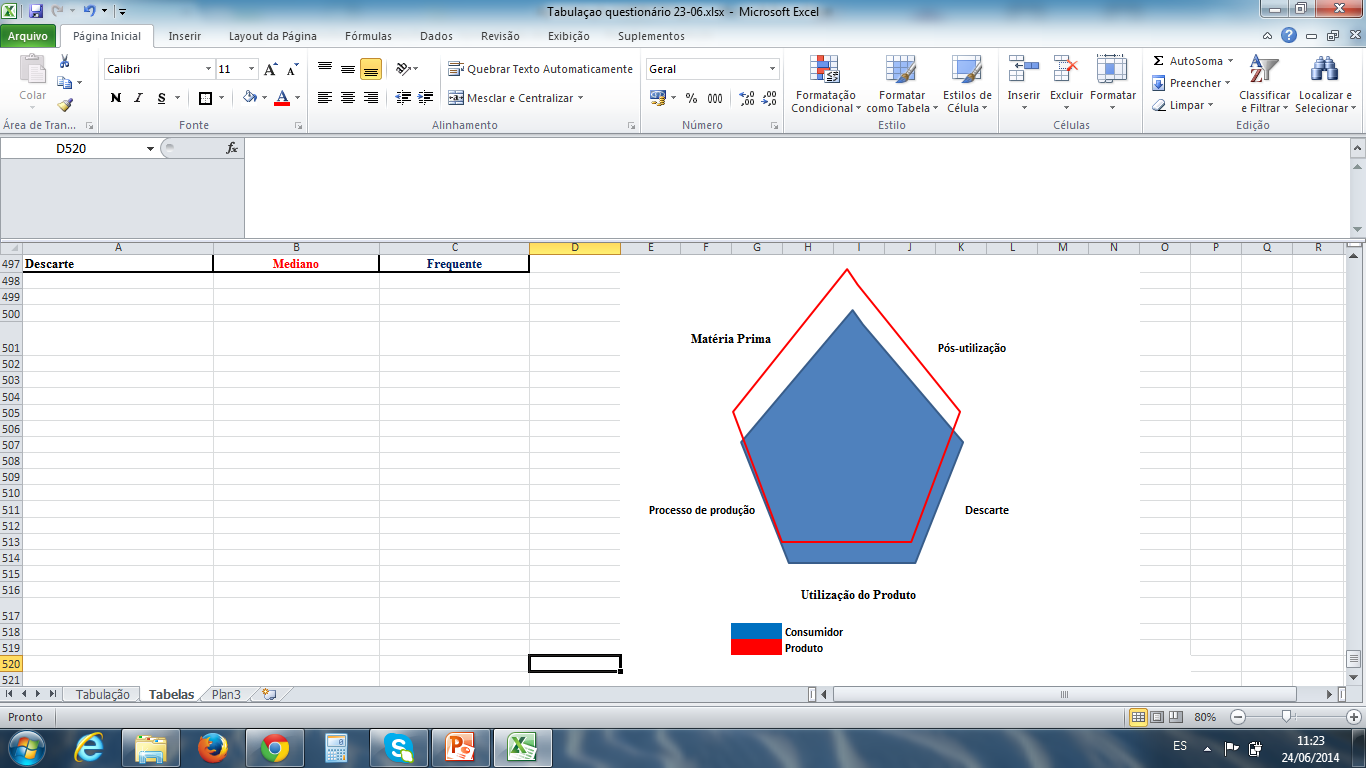 Tabulaçao questionário 23-06.xlsx - Microsoft Excel
Arquivo Página Inicial Inserir Layout da Página Fórmulas Dados Revisão Exibição Suplementos
Colar
Calibri 11
N I S
A A
A
Quebrar Texto Automaticamente
Mesclar e Centralizar
Geral
% 000
Formatação Condicional
Formatar como Tabela
Estilos de Célula
Inserir Excluir Formatar
Σ AutoSoma
Preencher
Limpar
Classificar e Filtrar
Localizar e Selecionar
Área de Tran... Fonte Alinhamento Número Estilo Células Edição
D520 fx
A B C D E F G H I J K L M N O P Q R
497 Descarte Mediano Frequente
498
499
500
501 Matéria Prima Pós-utilização
502
503
504
505
506
507
508
509
510
511 Processo de produção Descarte
512
513
514
515
516 Utilização do Produto
517
518 Consumidor
519 Produto
520
521
Tabulação Tabelas Plan3
Pronto 80%
ES 11:23
24/06/2014